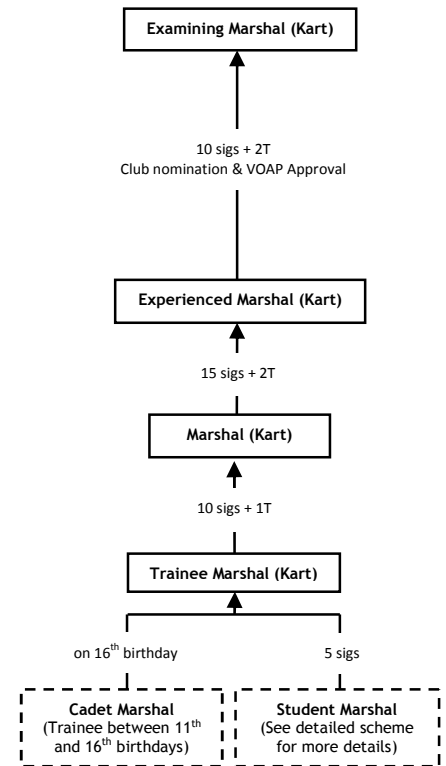 Examining Marshal (Kart)
10 sigs + 2T
Club nomination & VOAP Approval
Experienced Marshal (Kart)
15 sigs + 2T
Marshal (Kart)
10 sigs + 1T
Trainee Marshal (Kart)
on 16th birthday
5 sigs
Cadet Marshal
(Trainee between 11th
and 16th birthdays)
Student Marshal
(See detailed scheme
for more details)